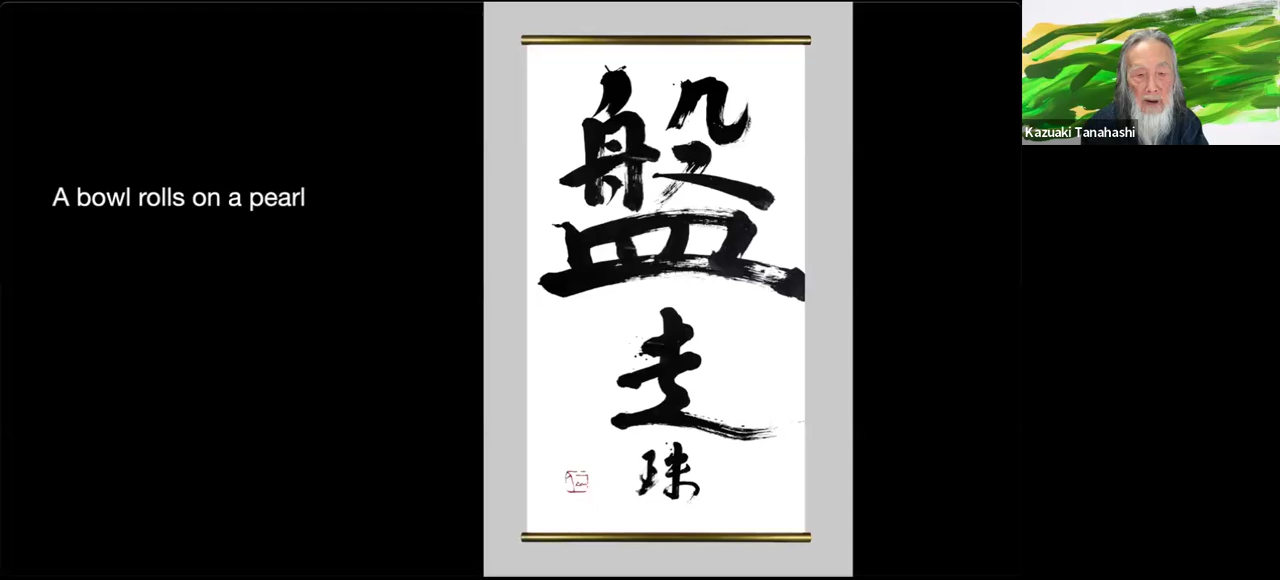 A bowl rolls on a pearl
盤
走
珠
Kazuaki Tanahashi